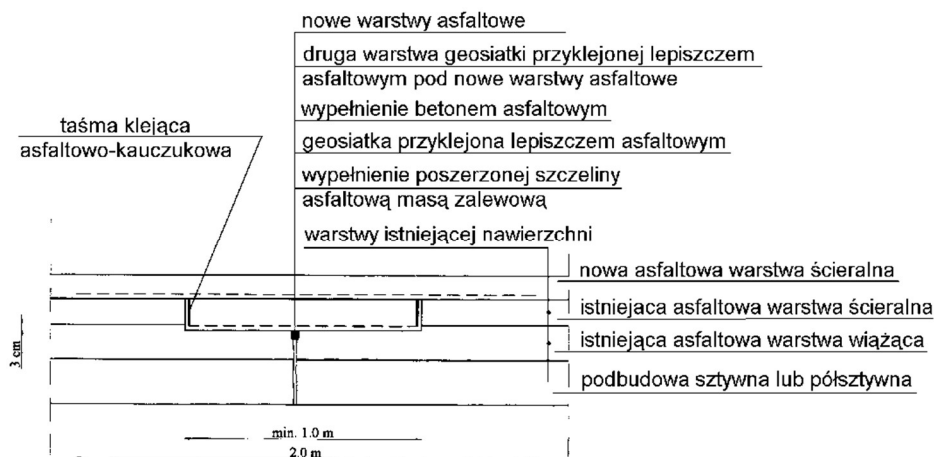 nowe warstwy asfaltowe
druga warstwa geosiatki przyklejonej lepiszczem
asfaltowym pod nowe warstwy asfaltowe
wypełnienie betonem asfaltowym
taśma klejąca
asfaltowo-kauczukowa
geosiatka przyklejona lepiszczem asfaltowym
wypełnienie poszerzonej szczeliny
asfaltową masą zalewową
warstwy istniejącej nawierzchni
nowa asfaltowa warstwa ścieralna
istniejaca asfaltowa warstwa ścieralna
istniejąca asfaltowa warstwa wiążąca
podbudowa sztywna lub półsztywna
3 cm
min. 1.0 m
2.0 m